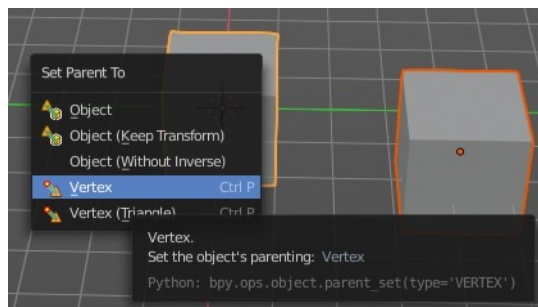 Set Parent To
Object
Object (Keep Transform)
Object (Without Inverse)
Vertex Ctrl P
Vertex (Triangle) Ctrl P
Vertex.
Set the object's parenting: Vertex
Python: bpy.ops.object.parent_set(type='VERTEX')